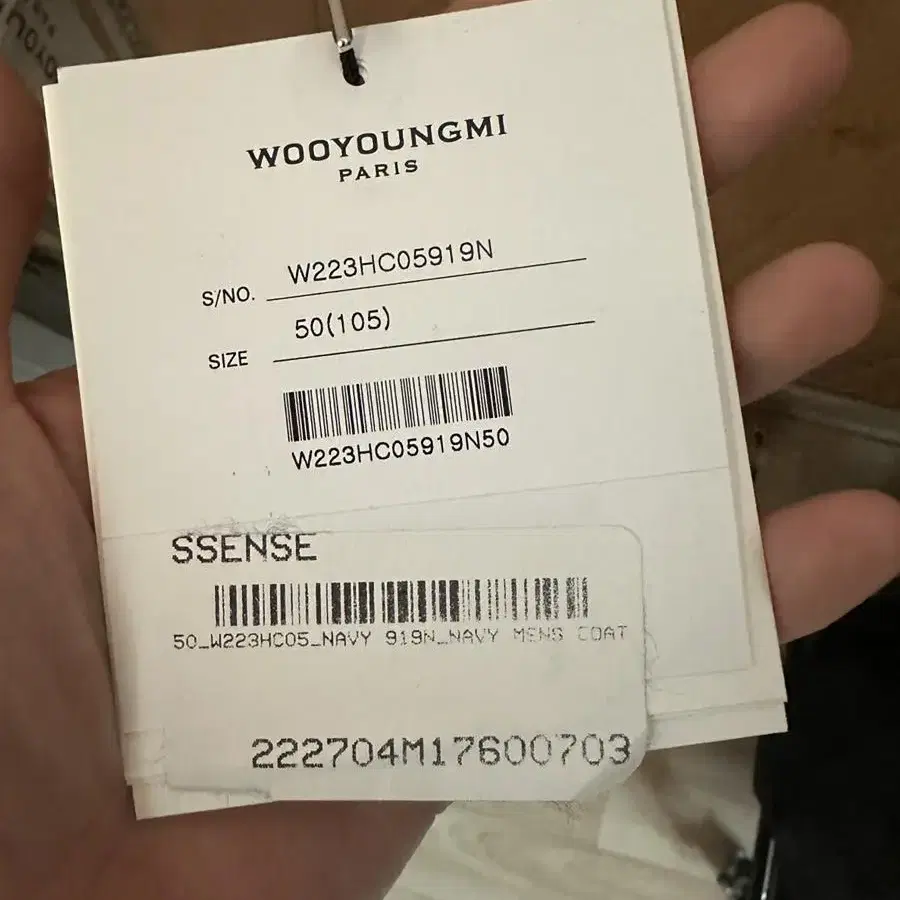 WOOYOUNGMI
PARIS
S/NO. W223HC05919N
SIZE 50(105)
W223HC05919N50
SSENSE
50_W223HC05_NAVY 919N_NAVY MENS COAT
222704M17600703